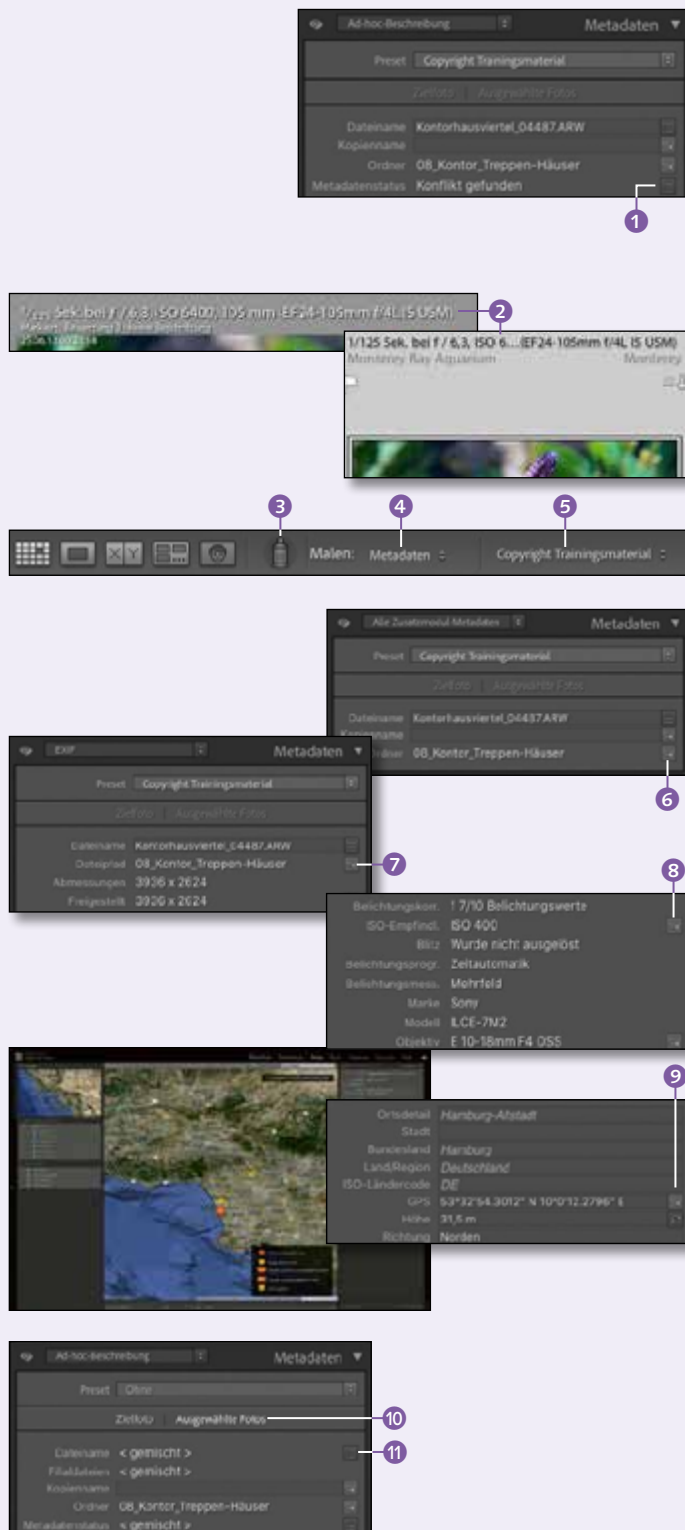 Ad-hoc-Beschreibung Metadaten
Preset Copyright Trainingsmaterial
Zielfoto Ausgewählte Fotos
Dateiname Kontorhausviertel_04487.ARW
Kopienname
Ordner 08_Kontor_Treppen-Häuser
Metadatenstatus Konflikt gefunden
1
Sek. bei f / 6,3, ISO 6400, 105 mm (EF24-105mm f/4L IS USM)
2
1/125 Sek. bei f / 6,3, ISO 6...(EF24-105mm f/4L IS USM)
Monterey Bay Aquarium Monterey
3 4 5
XY Malen: Metadaten Copyright Trainingsmaterial
Alle Zusatzmodul-Metadaten Metadaten
Preset Copyright Trainingsmaterial
Zielfoto Ausgewählte Fotos
Dateiname Kontorhausviertel_04487.ARW
Kopienname
Ordner 08_Kontor_Treppen-Häuser
6
EXIF Metadaten
Preset Copyright Trainingsmaterial
Zielfoto Ausgewählte Fotos
Dateiname Kontorhausviertel_04487.ARW
Dateipfad 08_Kontor_Treppen-Häuser
7
Abmessungen 3936 x 2624
Freigestellt 3936 x 2624
8
Belichtungskorr. 7/10 Belichtungswerte
ISO-Empfindl. ISO 400
Blitz Wurde nicht ausgelöst
Belichtungsprogr. Zeitautomatik
Belichtungsmess. Mehrfeld
Marke Sony
Modell ILCE-7M2
Objektiv E 10-18mm F4 OSS
9
Ortsdetail Hamburg-Altstadt
Stadt
Bundesland Hamburg
Land/Region Deutschland
ISO-Ländercode DE
GPS 53°32'54.3012" N 10°0'12.2796" E
Höhe 31,5 m
Richtung Norden
Ad-hoc-Beschreibung Metadaten
Preset Ohne
Zielfoto Ausgewählte Fotos
10
Dateiname < gemischt >
11
Filialdateien < gemischt >
Kopienname
Ordner 08_Kontor_Treppen-Häuser
Metadatenstatus < gemischt >